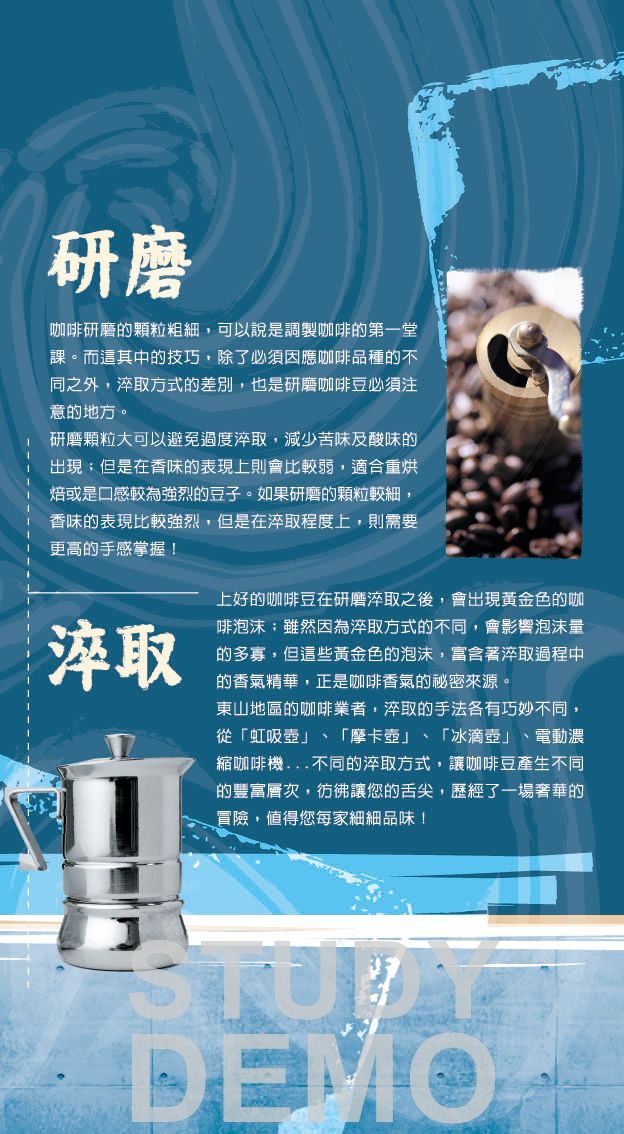 研磨
咖啡研磨的顆粒粗細，可以說是調製咖啡的第一堂
課。而這其中的技巧，除了必須因應咖啡品種的不
同之外，淬取方式的差別，也是研磨咖啡豆必須注
意的地方。
研磨顆粒大可以避免過度淬取，減少苦味及酸味的
出現；但是在香味的表現上則會比較弱，適合重烘
焙或是口感較為強烈的豆子。如果研磨的顆粒較細，
香味的表現比較強烈，但是在淬取程度上，則需要
更高的手感掌握！
淬取
上好的咖啡豆在研磨淬取之後，會出現黃金色的咖
啡泡沫；雖然因為淬取方式的不同，會影響泡沫量
的多寡，但這些黃金色的泡沫，富含著淬取過程中
的香氣精華，正是咖啡香氣的祕密來源。
東山地區的咖啡業者，淬取的手法各有巧妙不同，
從「虹吸壺」、「摩卡壺」、「冰滴壺」、電動濃
縮咖啡機...不同的淬取方式，讓咖啡豆產生不同
的豐富層次，彷彿讓您的舌尖，歷經了一場奢華的
冒險，值得您每家細細品味！
STUDY
DEMO